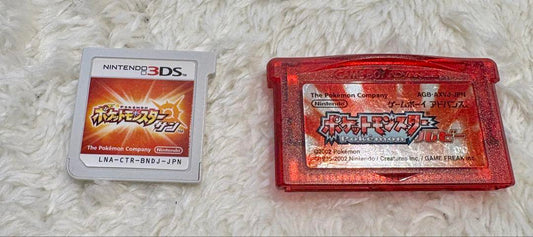 NINTENDO 3DS
POCKET MONSTERS
ポケットモンスター
サン
The Pokémon Company
Nintendo
LNA-CTR-BNDJ-JPN
The Pokémon Company
AGB-AXVJ-JPN
Nintendo
ゲームボーイ アドバンス
ポケットモンスター
ルビー
©2002 Pokémon
©1995-2002 Nintendo / Creatures inc. / GAME FREAK inc.